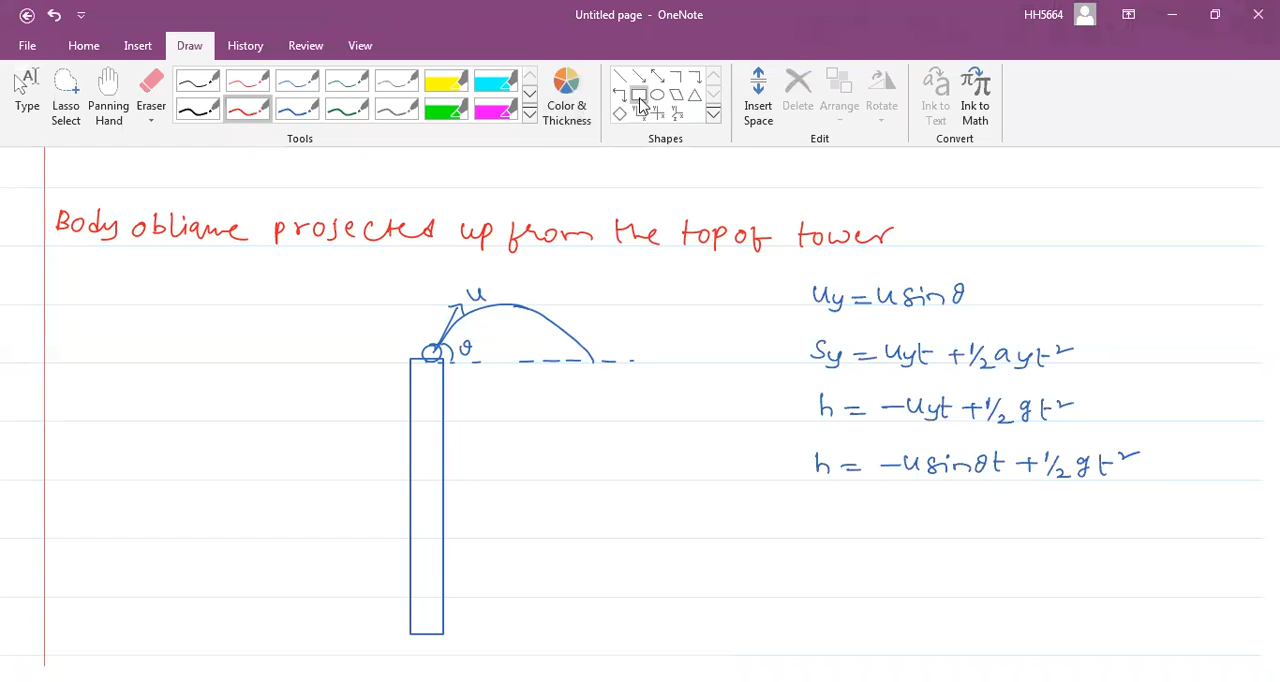 Untitled page - OneNote
HH5664
File Home Insert Draw History Review View
Type
Lasso Select
Panning Hand
Eraser
Color & Thickness
Insert Space
Delete
Arrange
Rotate
Ink to Text
Ink to Math
Tools
Shapes
Edit
Convert
Body oblique projected up from the top of tower
u
θ
uy = u sinθ
Sy = uyt + 1/2 ayt²
h = -uyt + 1/2 gt²
h = -u sinθt + 1/2 gt²